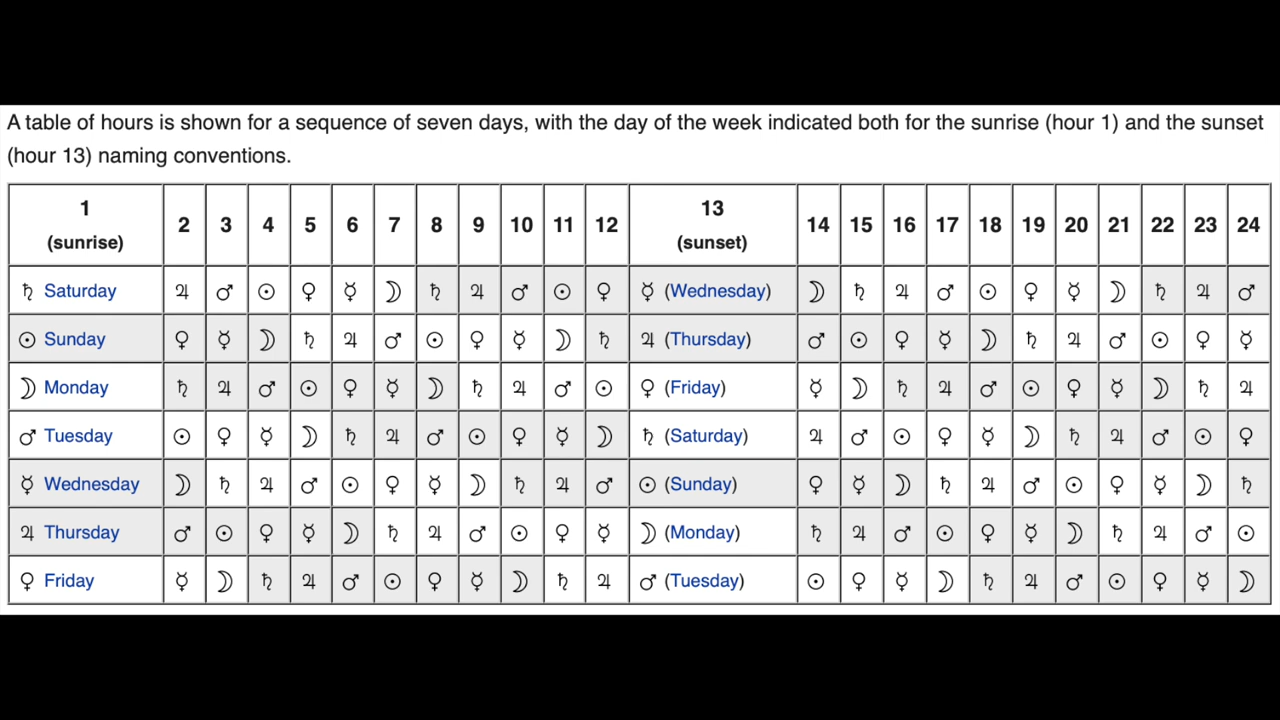 A table of hours is shown for a sequence of seven days, with the day of the week indicated both for the sunrise (hour 1) and the sunset
(hour 13) naming conventions.
1 (sunrise) 2 3 4 5 6 7 8 9 10 11 12 13 (sunset) 14 15 16 17 18 19 20 21 22 23 24
♄ Saturday ♃ ♂ ☉ ♀ ☿ ☽ ♄ ♃ ♂ ☉ ♀ ☿ (Wednesday) ☽ ♄ ♃ ♂ ☉ ♀ ☿ ☽ ♄ ♃ ♂
☉ Sunday ♀ ☿ ☽ ♄ ♃ ♂ ☉ ♀ ☿ ☽ ♄ ♃ (Thursday) ♂ ☉ ♀ ☿ ☽ ♄ ♃ ♂ ☉ ♀ ☿
☽ Monday ♄ ♃ ♂ ☉ ♀ ☿ ☽ ♄ ♃ ♂ ☉ ♀ (Friday) ☿ ☽ ♄ ♃ ♂ ☉ ♀ ☿ ☽ ♄ ♃
♂ Tuesday ☉ ♀ ☿ ☽ ♄ ♃ ♂ ☉ ♀ ☿ ☽ ♄ (Saturday) ♃ ♂ ☉ ♀ ☿ ☽ ♄ ♃ ♂ ☉ ♀
☿ Wednesday ☽ ♄ ♃ ♂ ☉ ♀ ☿ ☽ ♄ ♃ ♂ ☉ (Sunday) ♀ ☿ ☽ ♄ ♃ ♂ ☉ ♀ ☿ ☽ ♄
♃ Thursday ♂ ☉ ♀ ☿ ☽ ♄ ♃ ♂ ☉ ♀ ☿ ☽ (Monday) ♄ ♃ ♂ ☉ ♀ ☿ ☽ ♄ ♃ ♂ ☉
♀ Friday ☿ ☽ ♄ ♃ ♂ ☉ ♀ ☿ ☽ ♄ ♃ ♂ (Tuesday) ☉ ♀ ☿ ☽ ♄ ♃ ♂ ☉ ♀ ☿ ☽